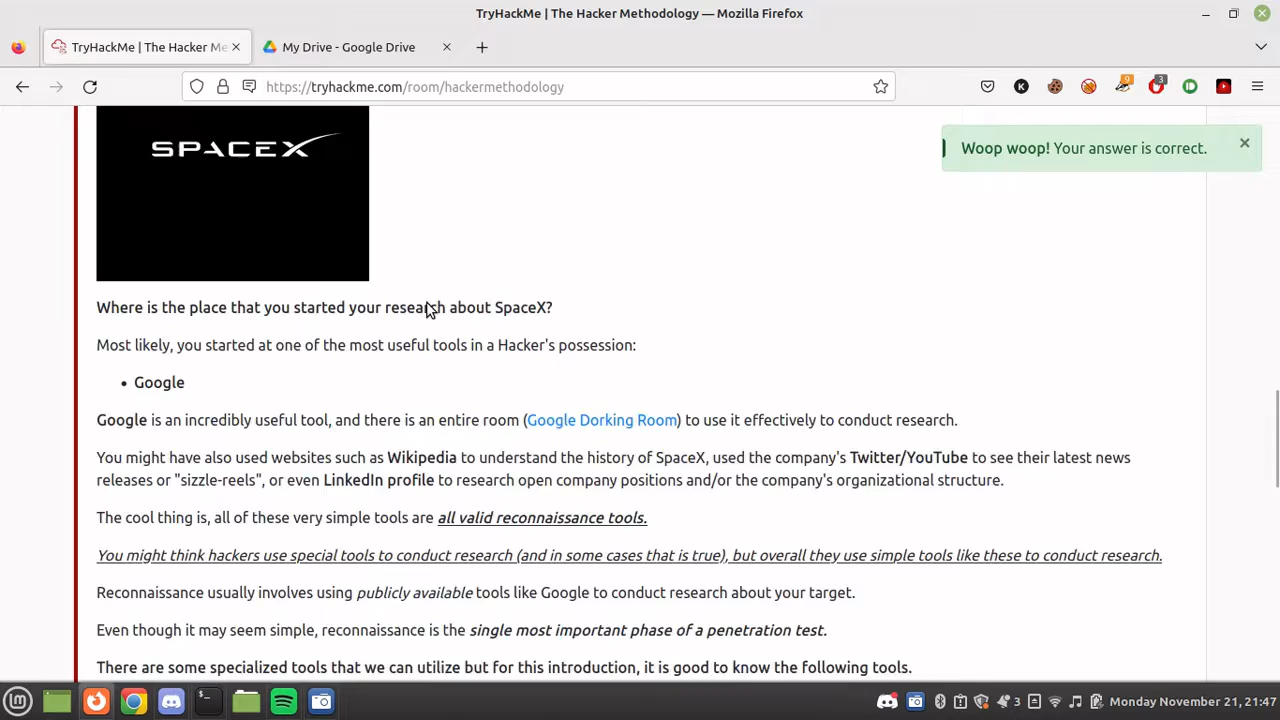 TryHackMe | The Hacker Methodology — Mozilla Firefox
TryHackMe | The Hacker Me
My Drive - Google Drive
https://tryhackme.com/room/hackermethodology
9
3
K
SPACEX
Woop woop! Your answer is correct.
Where is the place that you started your research about SpaceX?
Most likely, you started at one of the most useful tools in a Hacker's possession:
• Google
Google is an incredibly useful tool, and there is an entire room (Google Dorking Room) to use it effectively to conduct research.
You might have also used websites such as Wikipedia to understand the history of SpaceX, used the company's Twitter/YouTube to see their latest news
releases or "sizzle-reels", or even LinkedIn profile to research open company positions and/or the company's organizational structure.
The cool thing is, all of these very simple tools are all valid reconnaissance tools.
You might think hackers use special tools to conduct research (and in some cases that is true), but overall they use simple tools like these to conduct research.
Reconnaissance usually involves using publicly available tools like Google to conduct research about your target.
Even though it may seem simple, reconnaissance is the single most important phase of a penetration test.
There are some specialized tools that we can utilize but for this introduction, it is good to know the following tools.
3
Monday November 21, 21:47